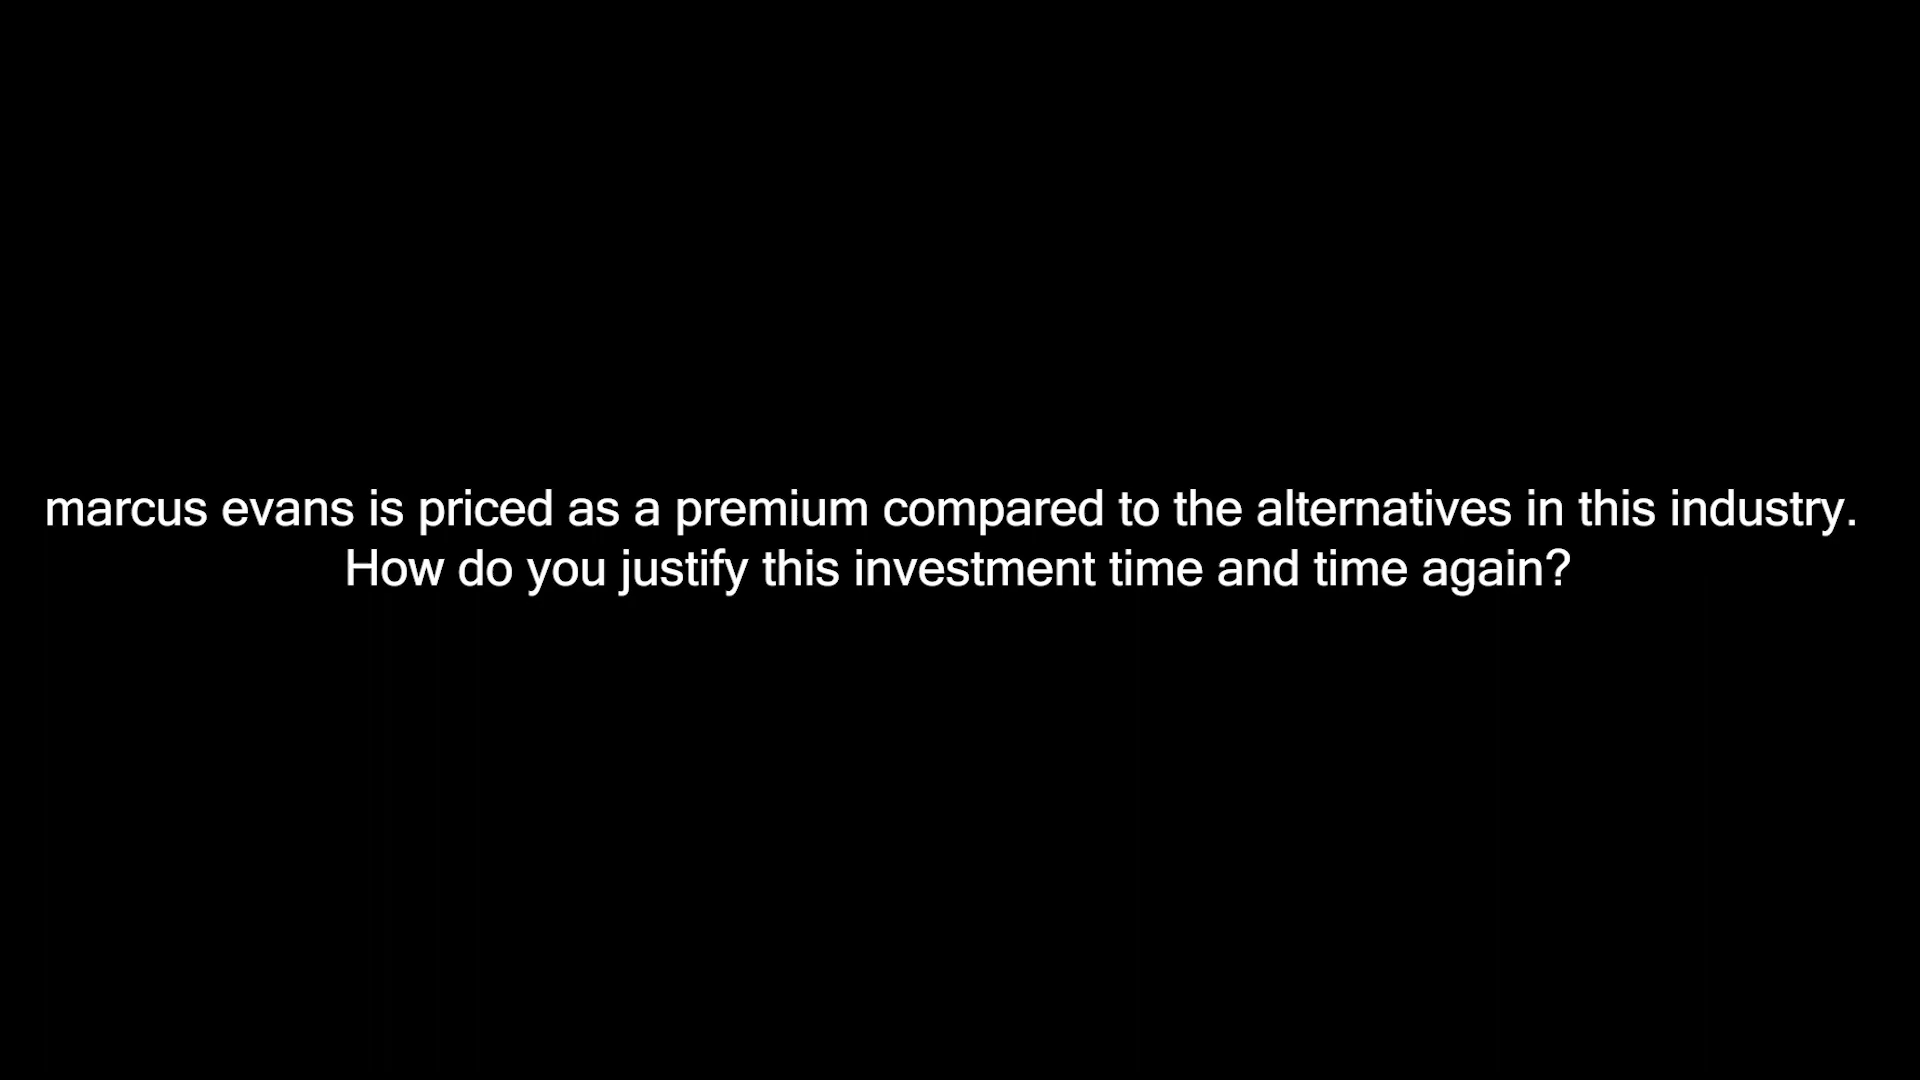 marcus evans is priced as a premium compared to the alternatives in this industry.
How do you justify this investment time and time again?